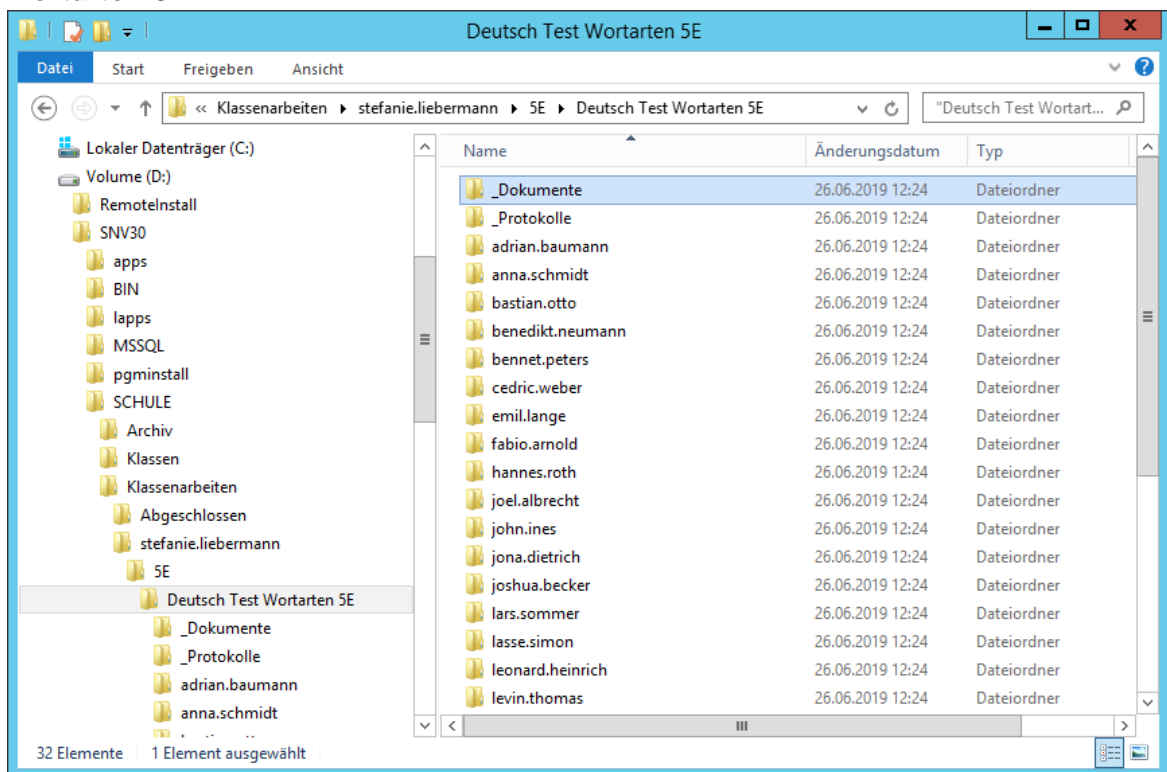 Deutsch Test Wortarten 5E
Datei Start Freigeben Ansicht
« Klassenarbeiten stefanie.liebermann 5E Deutsch Test Wortarten 5E
"Deutsch Test Wortart...
Lokaler Datenträger (C:)
Volume (D:)
RemoteInstall
SNV30
apps
BIN
lapps
MSSQL
pgminstall
SCHULE
Archiv
Klassen
Klassenarbeiten
Abgeschlossen
stefanie.liebermann
5E
Deutsch Test Wortarten 5E
_Dokumente
_Protokolle
adrian.baumann
anna.schmidt
Name Änderungsdatum Typ
_Dokumente 26.06.2019 12:24 Dateiordner
_Protokolle 26.06.2019 12:24 Dateiordner
adrian.baumann 26.06.2019 12:24 Dateiordner
anna.schmidt 26.06.2019 12:24 Dateiordner
bastian.otto 26.06.2019 12:24 Dateiordner
benedikt.neumann 26.06.2019 12:24 Dateiordner
bennet.peters 26.06.2019 12:24 Dateiordner
cedric.weber 26.06.2019 12:24 Dateiordner
emil.lange 26.06.2019 12:24 Dateiordner
fabio.arnold 26.06.2019 12:24 Dateiordner
hannes.roth 26.06.2019 12:24 Dateiordner
joel.albrecht 26.06.2019 12:24 Dateiordner
john.ines 26.06.2019 12:24 Dateiordner
jona.dietrich 26.06.2019 12:24 Dateiordner
joshua.becker 26.06.2019 12:24 Dateiordner
lars.sommer 26.06.2019 12:24 Dateiordner
lasse.simon 26.06.2019 12:24 Dateiordner
leonard.heinrich 26.06.2019 12:24 Dateiordner
levin.thomas 26.06.2019 12:24 Dateiordner
32 Elemente 1 Element ausgewählt